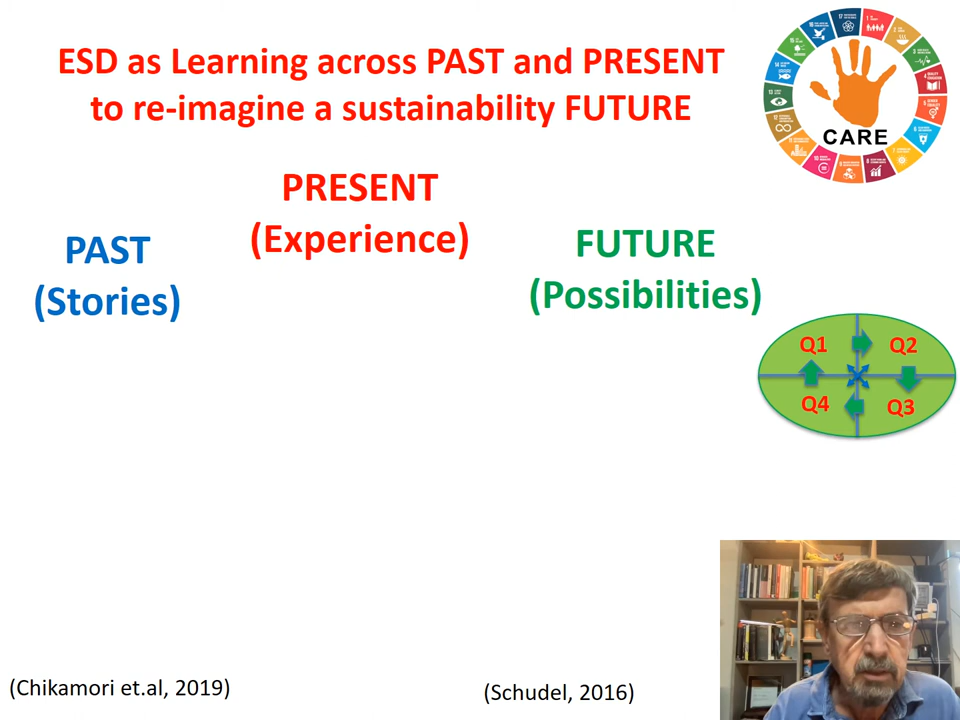 ESD as Learning across PAST and PRESENT
to re-imagine a sustainability FUTURE
CARE
PRESENT
(Experience)
PAST
(Stories)
FUTURE
(Possibilities)
Q1
Q2
Q4
Q3
(Chikamori et.al, 2019)
(Schudel, 2016)